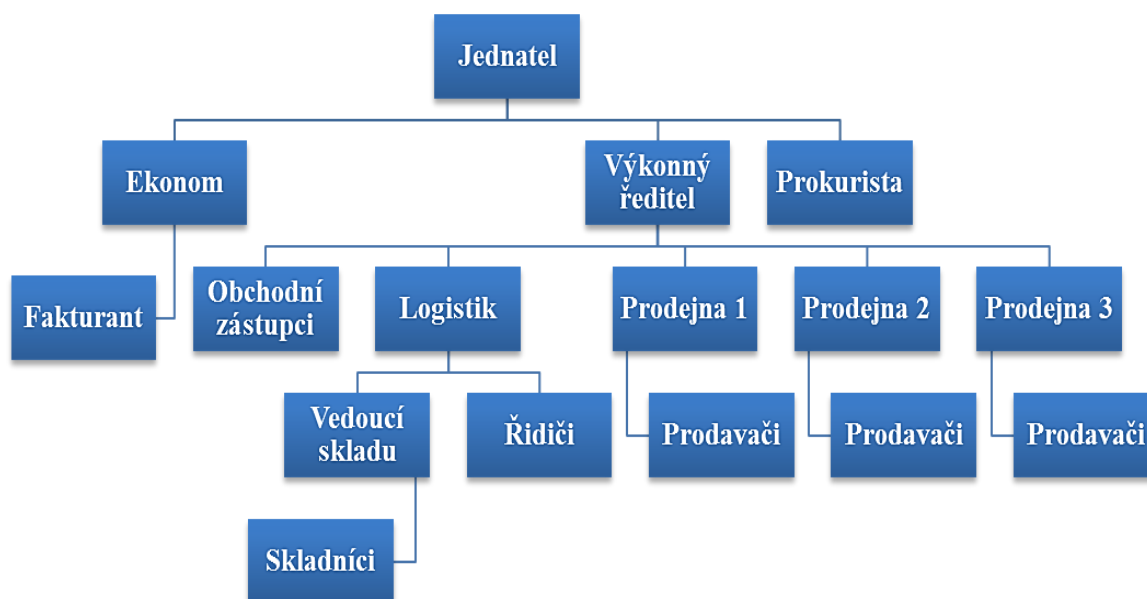 Jednatel
Ekonom
Výkonný
ředitel
Prokurista
Fakturant
Obchodní
zástupci
Logistik
Prodejna 1
Prodejna 2
Prodejna 3
Vedoucí
skladu
Řidiči
Prodavači
Prodavači
Prodavači
Skladníci